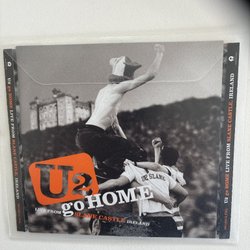 U2
go HOME
LIVE FROM SLANE CASTLE IRELAND
SLANE
U2 go HOME LIVE FROM SLANE CASTLE, IRELAND
U2 go HOME LIVE FROM SLANE CASTLE, IRELAND